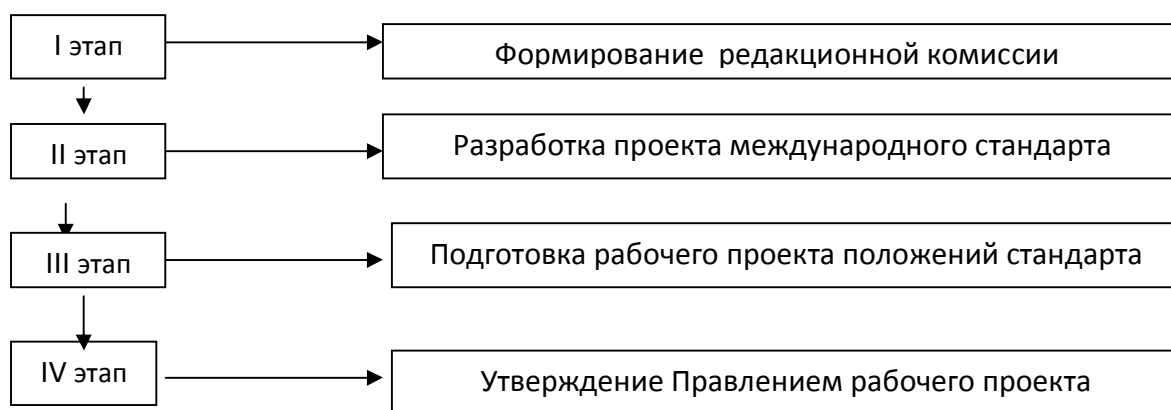 I этап
Формирование редакционной комиссии
II этап
Разработка проекта международного стандарта
III этап
Подготовка рабочего проекта положений стандарта
IV этап
Утверждение Правлением рабочего проекта